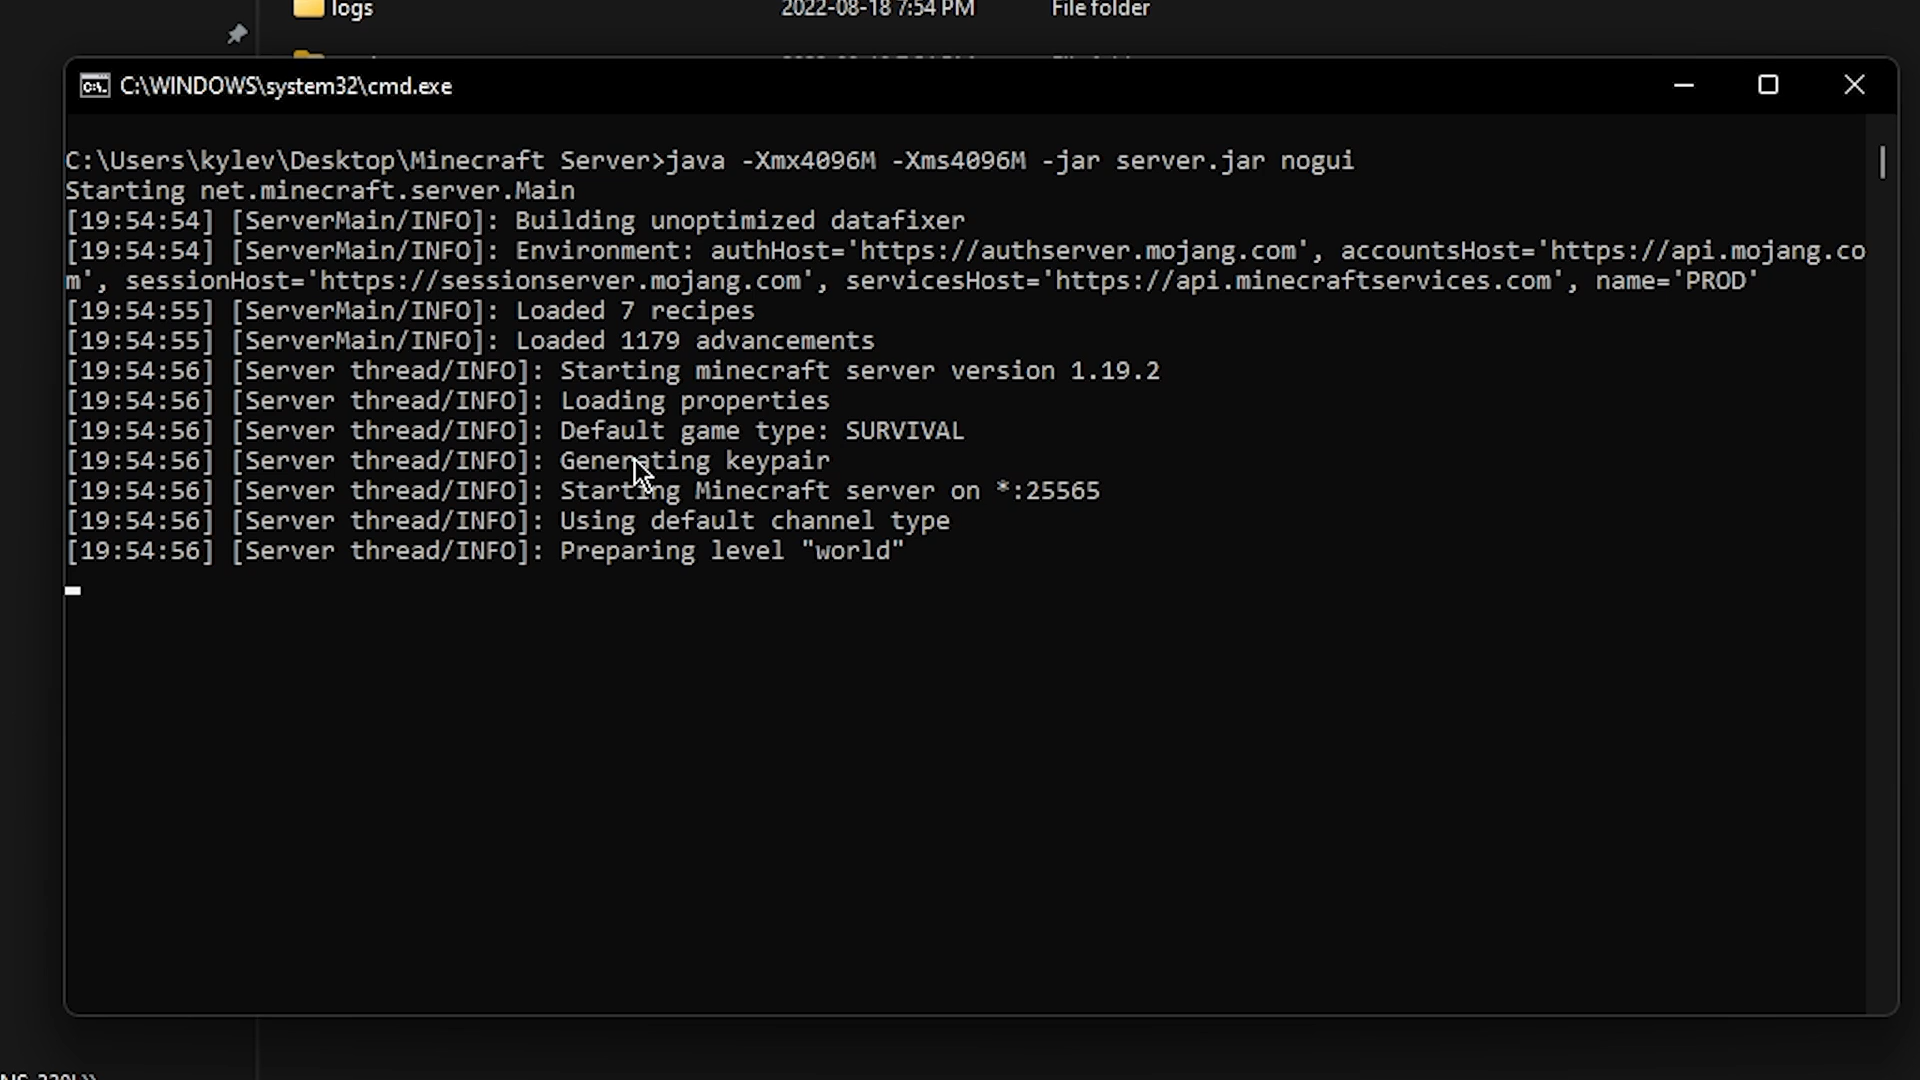 logs 2022-08-18 7:54 PM File folder
C:\WINDOWS\system32\cmd.exe
C:\Users\kylev\Desktop\Minecraft Server>java -Xmx4096M -Xms4096M -jar server.jar nogui
Starting net.minecraft.server.Main
[19:54:54] [ServerMain/INFO]: Building unoptimized datafixer
[19:54:54] [ServerMain/INFO]: Environment: authHost='https://authserver.mojang.com', accountsHost='https://api.mojang.co
m', sessionHost='https://sessionserver.mojang.com', servicesHost='https://api.minecraftservices.com', name='PROD'
[19:54:55] [ServerMain/INFO]: Loaded 7 recipes
[19:54:55] [ServerMain/INFO]: Loaded 1179 advancements
[19:54:56] [Server thread/INFO]: Starting minecraft server version 1.19.2
[19:54:56] [Server thread/INFO]: Loading properties
[19:54:56] [Server thread/INFO]: Default game type: SURVIVAL
[19:54:56] [Server thread/INFO]: Generating keypair
[19:54:56] [Server thread/INFO]: Starting Minecraft server on *:25565
[19:54:56] [Server thread/INFO]: Using default channel type
[19:54:56] [Server thread/INFO]: Preparing level "world"